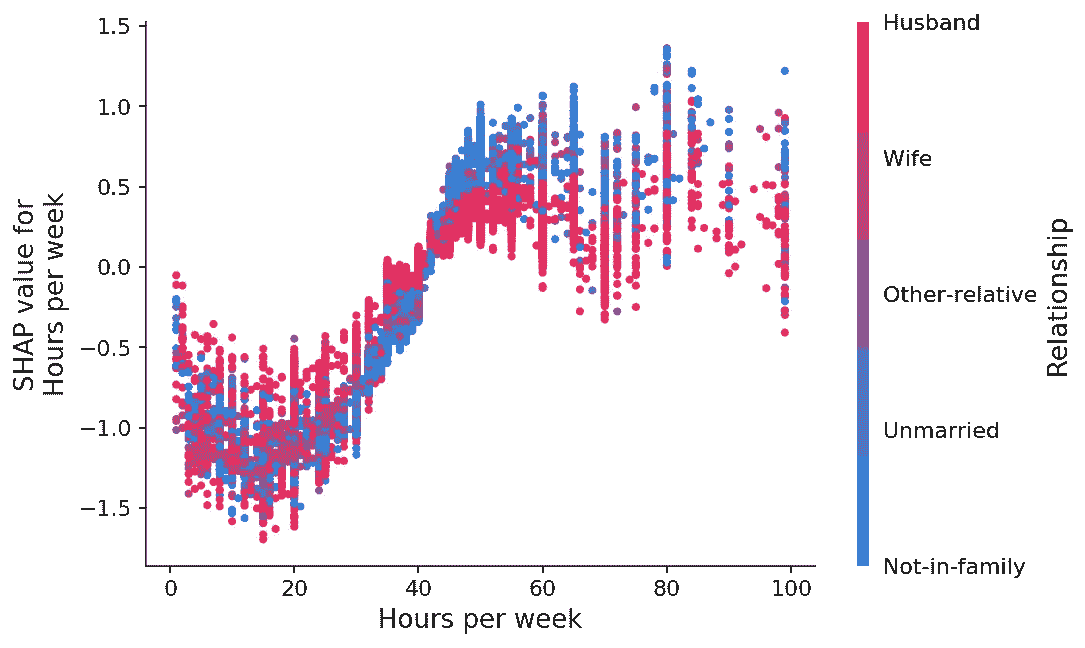 SHAP value for
Hours per week
1.5
1.0
0.5
0.0
−0.5
−1.0
−1.5
0
20
40
60
80
100
Hours per week
Husband
Wife
Other-relative
Unmarried
Not-in-family
Relationship